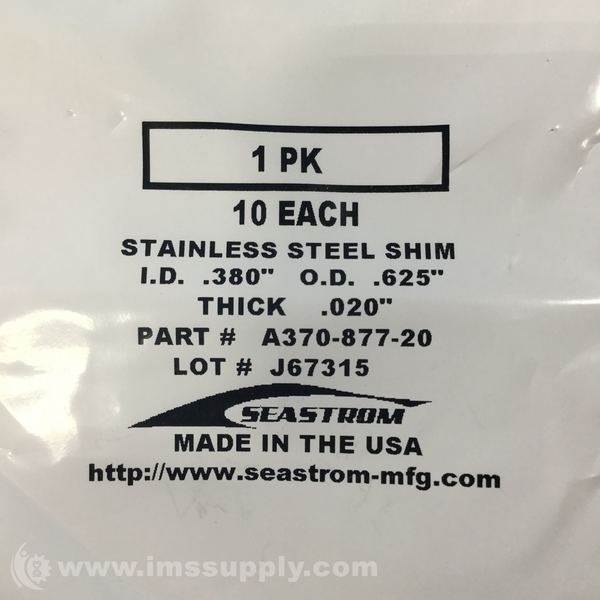 1 PK
10 EACH
STAINLESS STEEL SHIM
I.D. .380" O.D. .625"
THICK .020"
PART # A370-877-20
LOT # J67315
SEASTROM
MADE IN THE USA
http://www.seastrom-mfg.com
www.imssupply.com